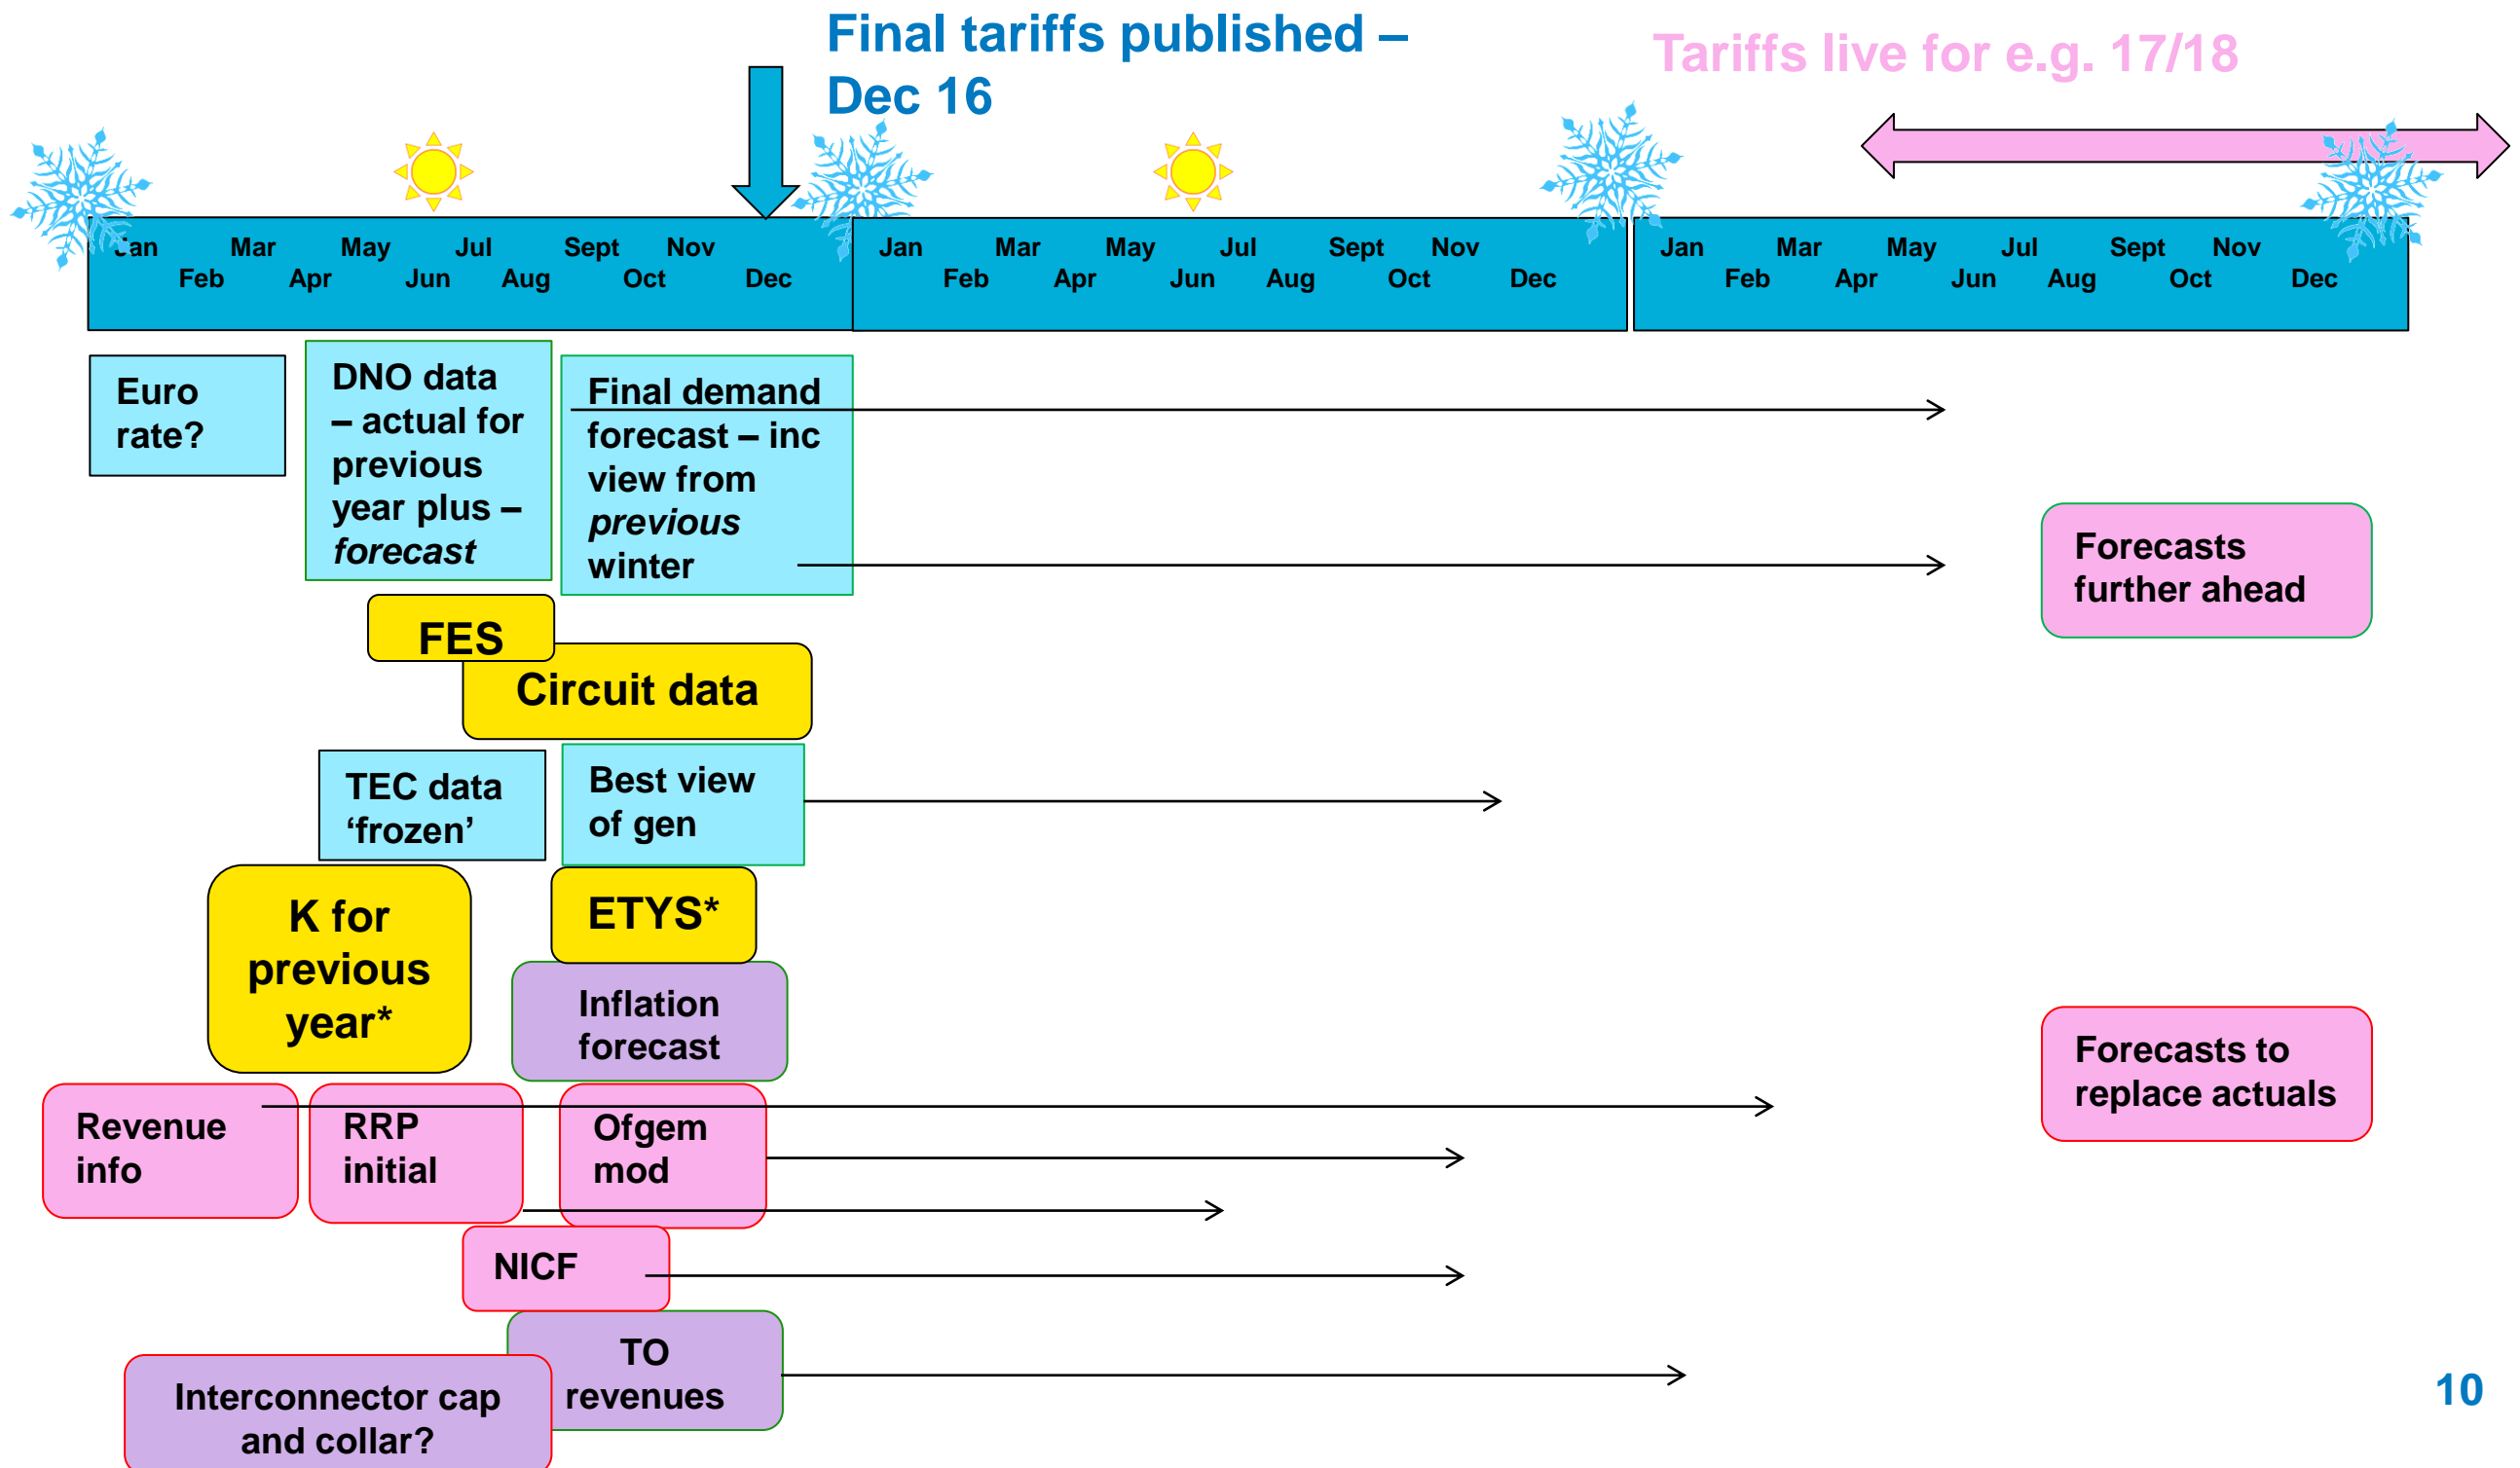 Final tariffs published –
Dec 16
Tariffs live for e.g. 17/18
Jan Mar May Jul Sept Nov
Feb Apr Jun Aug Oct Dec
Jan Mar May Jul Sept Nov
Feb Apr Jun Aug Oct Dec
Jan Mar May Jul Sept Nov
Feb Apr Jun Aug Oct Dec
Euro
rate?
DNO data
– actual for
previous
year plus –
forecast
Final demand
forecast – inc
view from
previous
winter
Forecasts
further ahead
FES
Circuit data
TEC data
‘frozen’
Best view
of gen
K for
previous
year*
ETYS*
Inflation
forecast
Forecasts to
replace actuals
Revenue
info
RRP
initial
Ofgem
mod
NICF
TO
revenues
Interconnector cap
and collar?
10